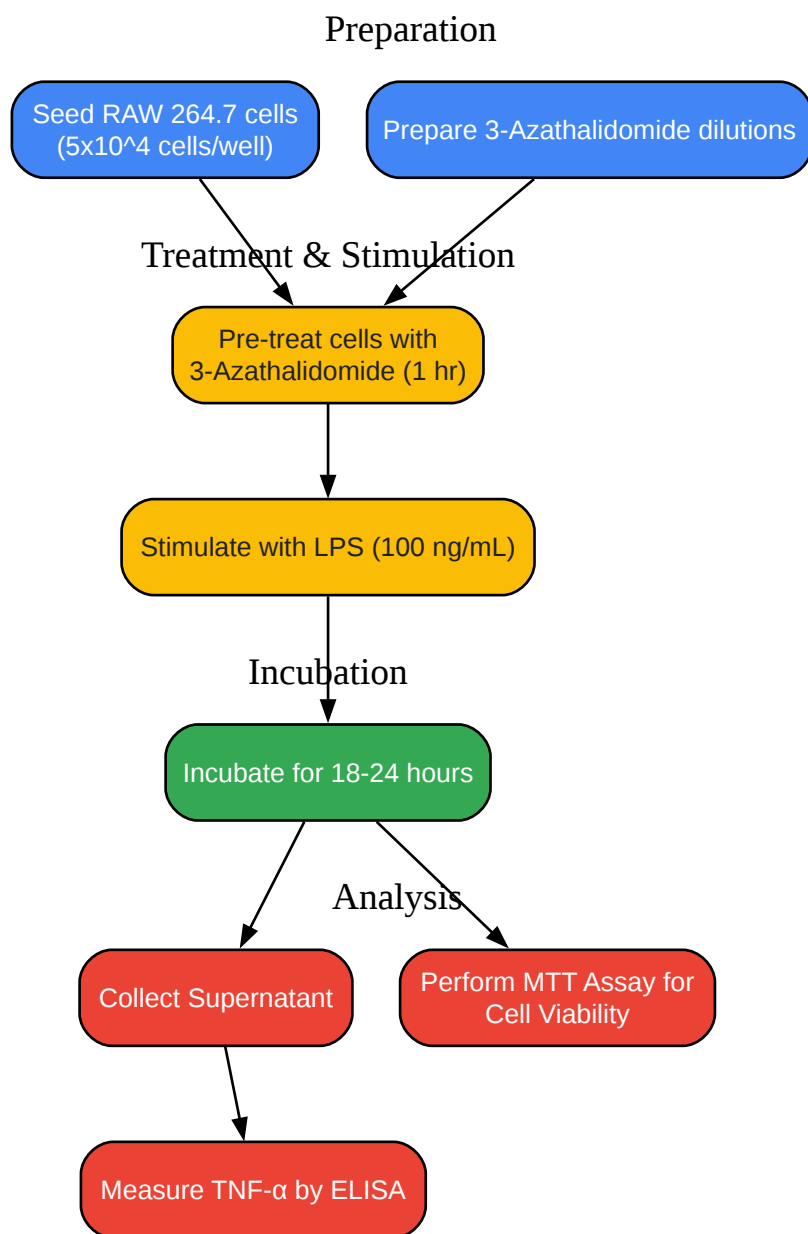 Preparation
Seed RAW 264.7 cells
(5x10^4 cells/well)
Prepare 3-Azathalidomide dilutions
Treatment & Stimulation
Pre-treat cells with
3-Azathalidomide (1 hr)
Stimulate with LPS (100 ng/mL)
Incubation
Incubate for 18-24 hours
Analysis
Collect Supernatant
Perform MTT Assay for
Cell Viability
Measure TNF-α by ELISA